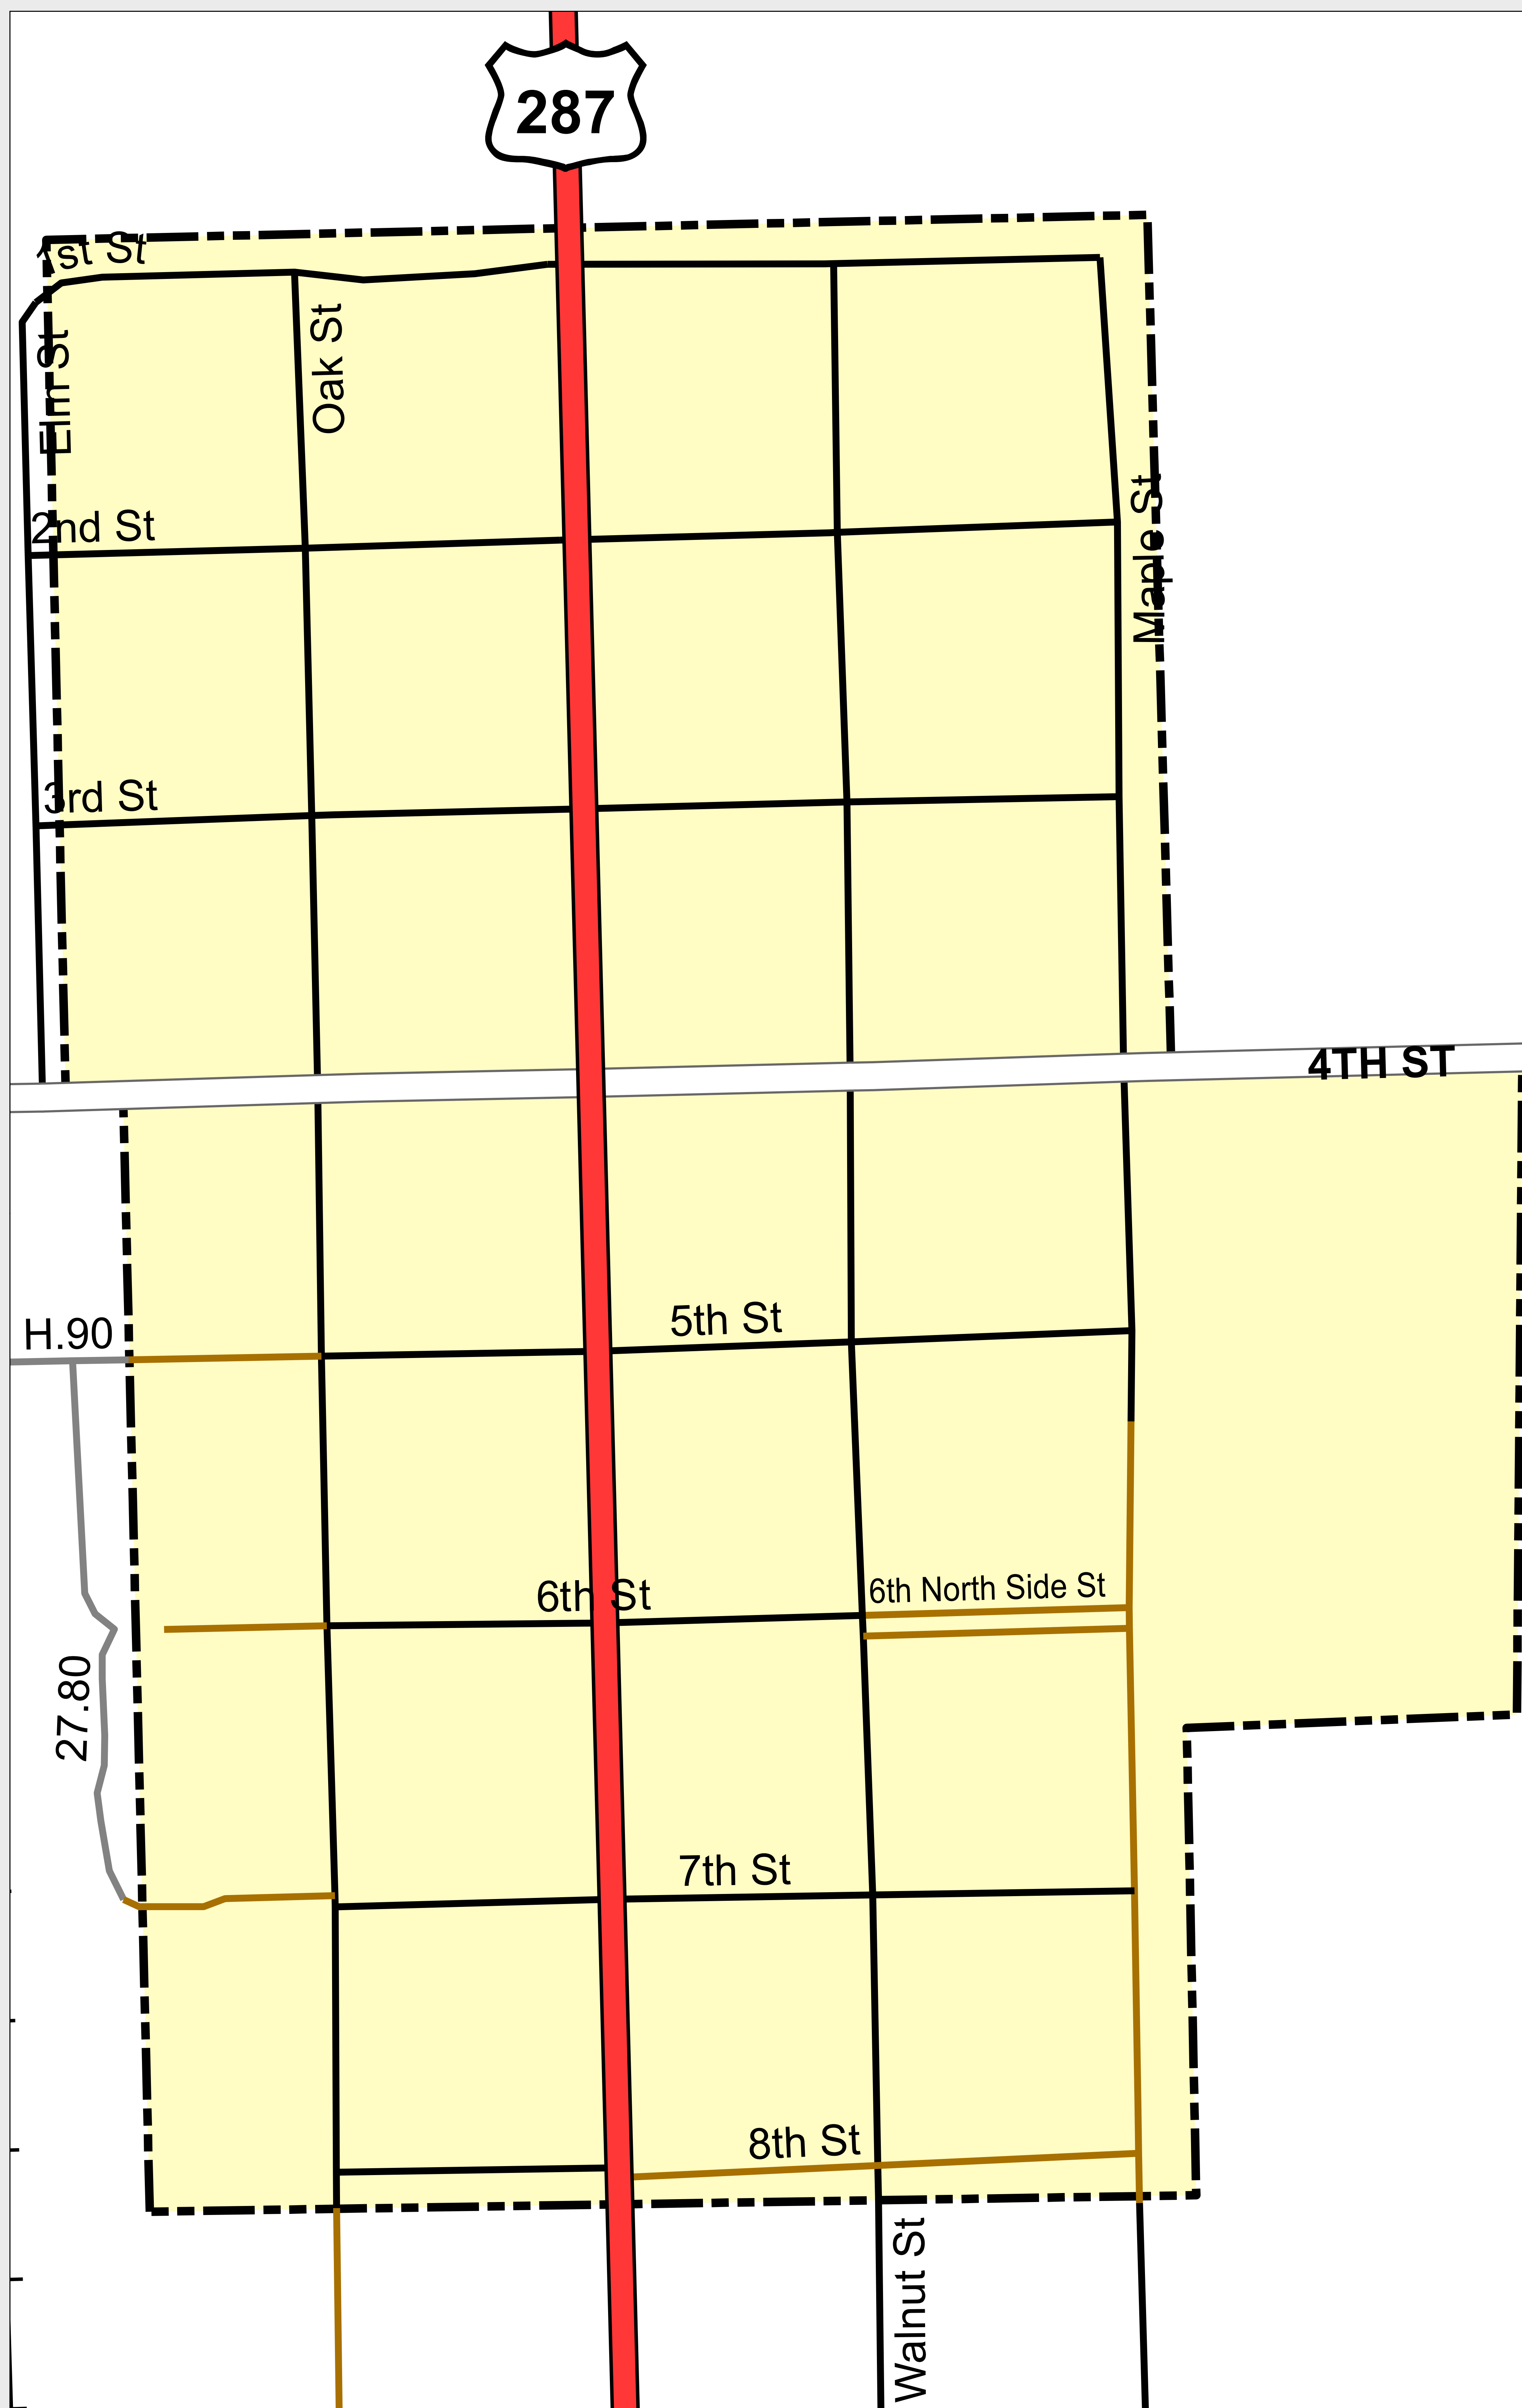 287
1st St
Elm St
Oak St
2nd St
Maple St
3rd St
4TH ST
5th St
H.90
6th St
6th North Side St
27.80
7th St
8th St
Walnut St